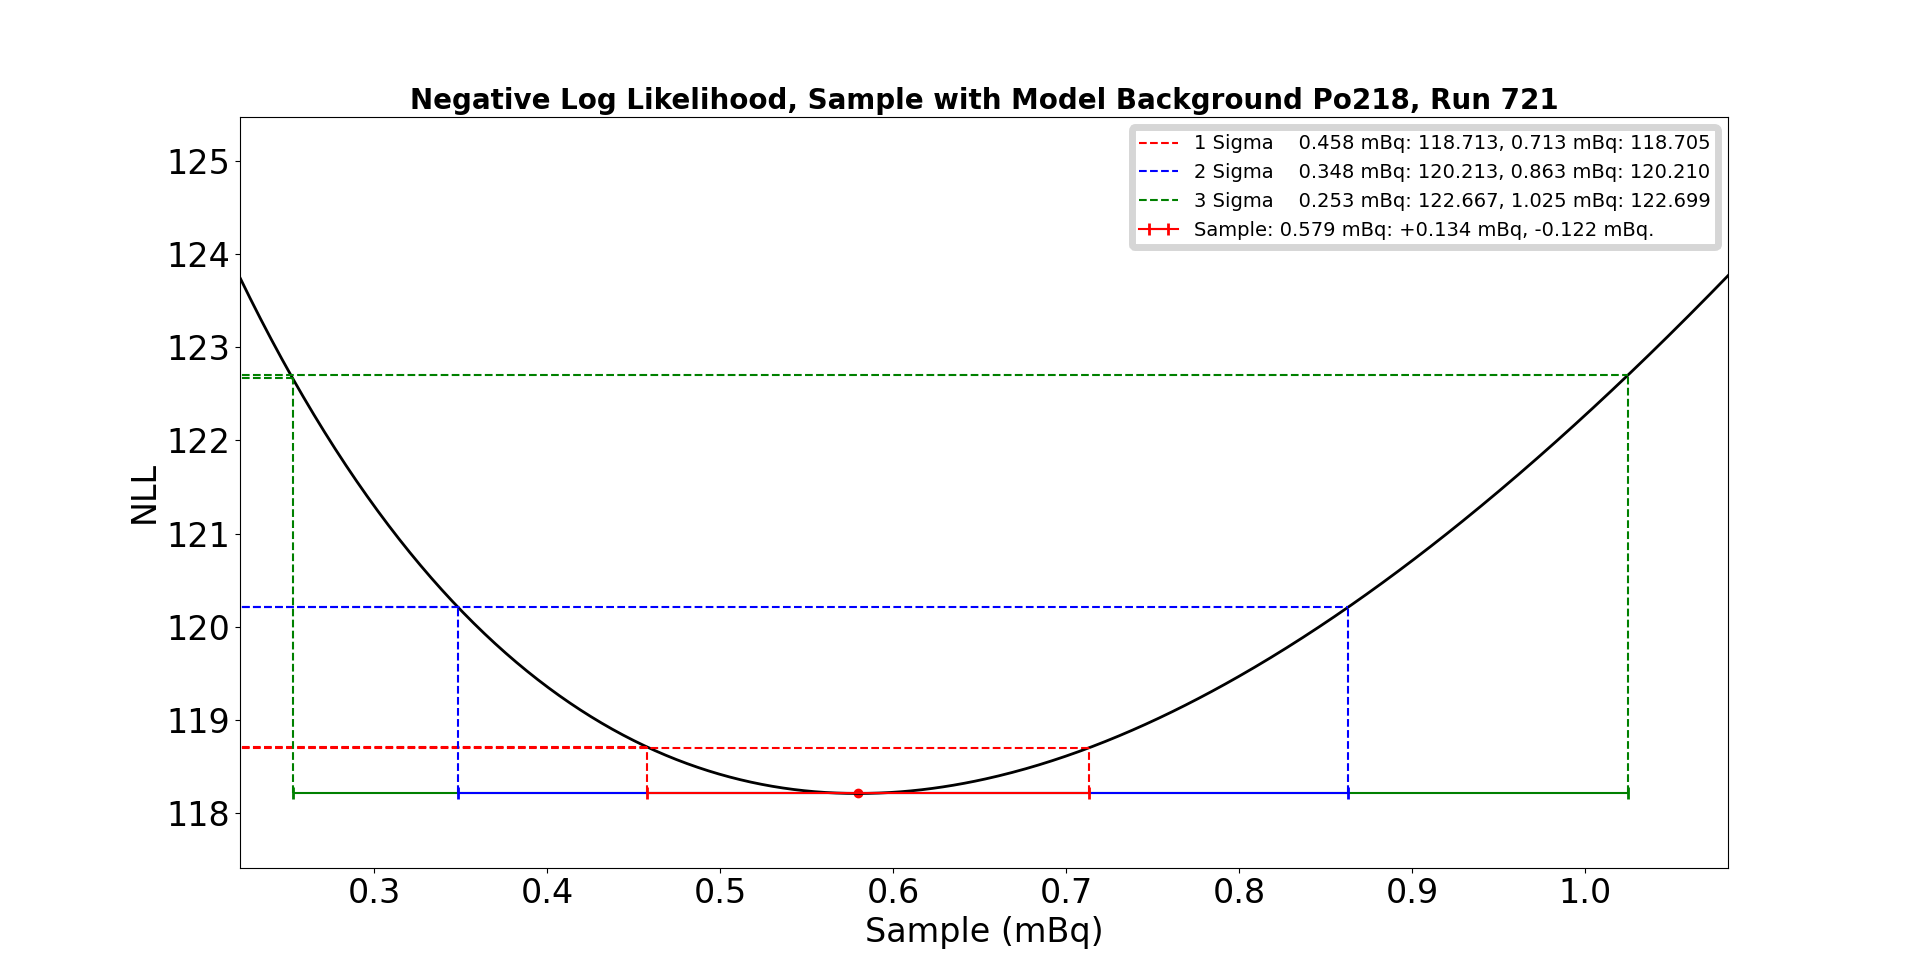 Negative Log Likelihood, Sample with Model Background Po218, Run 721
1 Sigma 0.458 mBq: 118.713, 0.713 mBq: 118.705
2 Sigma 0.348 mBq: 120.213, 0.863 mBq: 120.210
3 Sigma 0.253 mBq: 122.667, 1.025 mBq: 122.699
Sample: 0.579 mBq: +0.134 mBq, -0.122 mBq.
125
124
123
122
121
120
119
118
NLL
0.3 0.4 0.5 0.6 0.7 0.8 0.9 1.0
Sample (mBq)